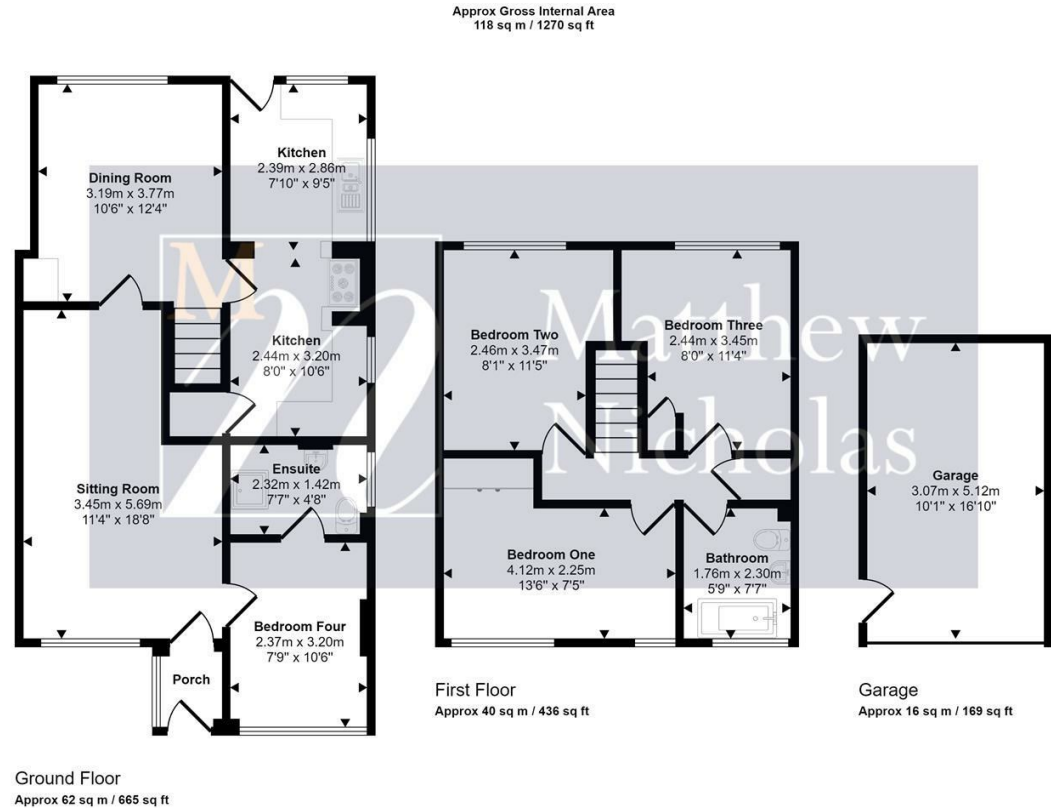 Approx Gross Internal Area
118 sq m / 1270 sq ft
Dining Room
3.19m x 3.77m
10'6" x 12'4"
Kitchen
2.39m x 2.86m
7'10" x 9'5"
Kitchen
2.44m x 3.20m
8'0" x 10'6"
Ensuite
2.32m x 1.42m
7'7" x 4'8"
Sitting Room
3.45m x 5.69m
11'4" x 18'8"
Bedroom Four
2.37m x 3.20m
7'9" x 10'6"
Porch
Ground Floor
Approx 62 sq m / 665 sq ft
Bedroom Two
2.46m x 3.47m
8'1" x 11'5"
Bedroom Three
2.44m x 3.45m
8'0" x 11'4"
Bedroom One
4.12m x 2.25m
13'6" x 7'5"
Bathroom
1.76m x 2.30m
5'9" x 7'7"
First Floor
Approx 40 sq m / 436 sq ft
Garage
3.07m x 5.12m
10'1" x 16'10"
Garage
Approx 16 sq m / 169 sq ft
M
n
Matthew
Nicholas